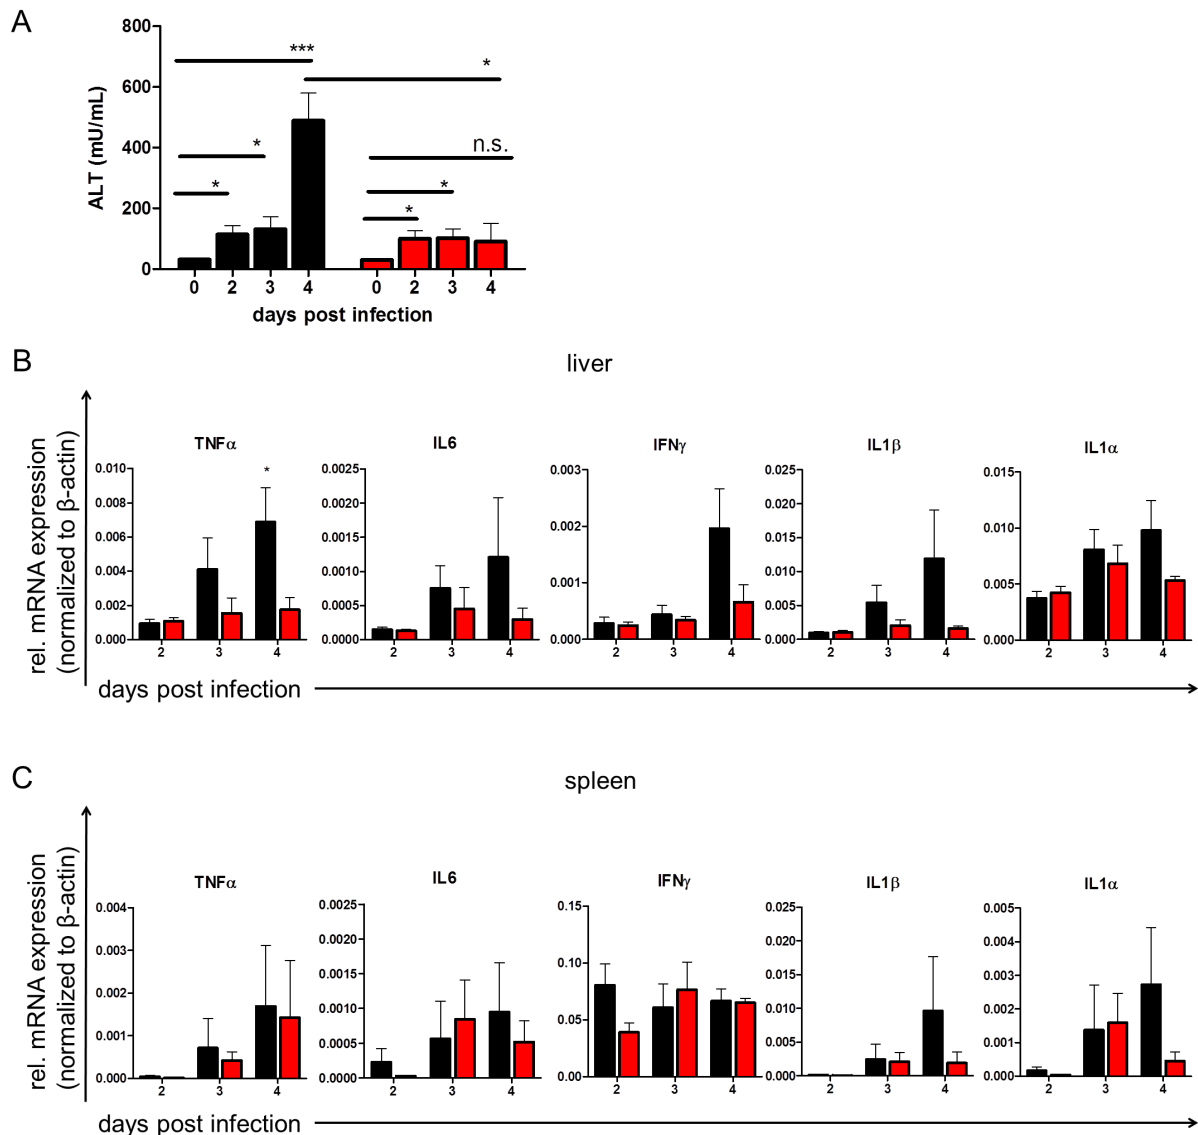 A
800
600
400
200
0
ALT (mU/mL)
***
*
*
*
n.s.
*
*
0 2 3 4 0 2 3 4
days post infection
B
liver
rel. mRNA expression
(normalized to β-actin)
TNFα
0.010
0.008
0.006
0.004
0.002
0.000
*
2 3 4
IL6
0.0025
0.0020
0.0015
0.0010
0.0005
0.0000
2 3 4
IFNγ
0.003
0.002
0.001
0.000
2 3 4
IL1β
0.025
0.020
0.015
0.010
0.005
0.000
2 3 4
IL1α
0.015
0.010
0.005
0.000
2 3 4
days post infection
C
spleen
rel. mRNA expression
(normalized to β-actin)
TNFα
0.004
0.003
0.002
0.001
0.000
2 3 4
IL6
0.0025
0.0020
0.0015
0.0010
0.0005
0.0000
2 3 4
IFNγ
0.15
0.10
0.05
0.00
2 3 4
IL1β
0.025
0.020
0.015
0.010
0.005
0.000
2 3 4
IL1α
0.005
0.004
0.003
0.002
0.001
0.000
2 3 4
days post infection